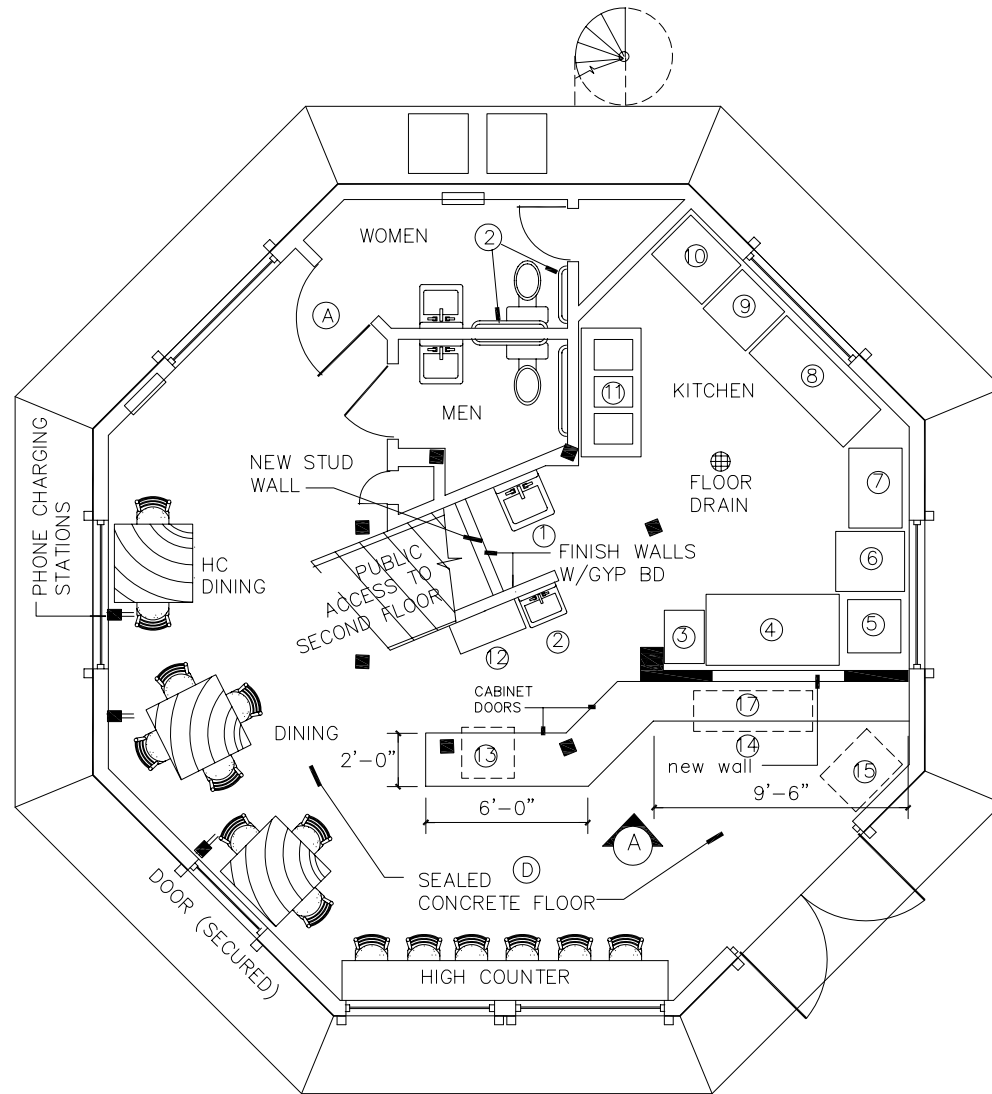 WOMEN
2
10
A
9
8
11
KITCHEN
MEN
NEW STUD
WALL
FLOOR
DRAIN
7
PHONE CHARGING
STATIONS
1
HC
DINING
PUBLIC
ACCESS TO
SECOND FLOOR
FINISH WALLS
W/GYP BD
6
2
3
4
5
12
CABINET
DOORS
17
DINING
2'-0"
13
14
new wall
15
6'-0"
9'-6"
A
D
SEALED
CONCRETE FLOOR
DOOR (SECURED)
HIGH COUNTER